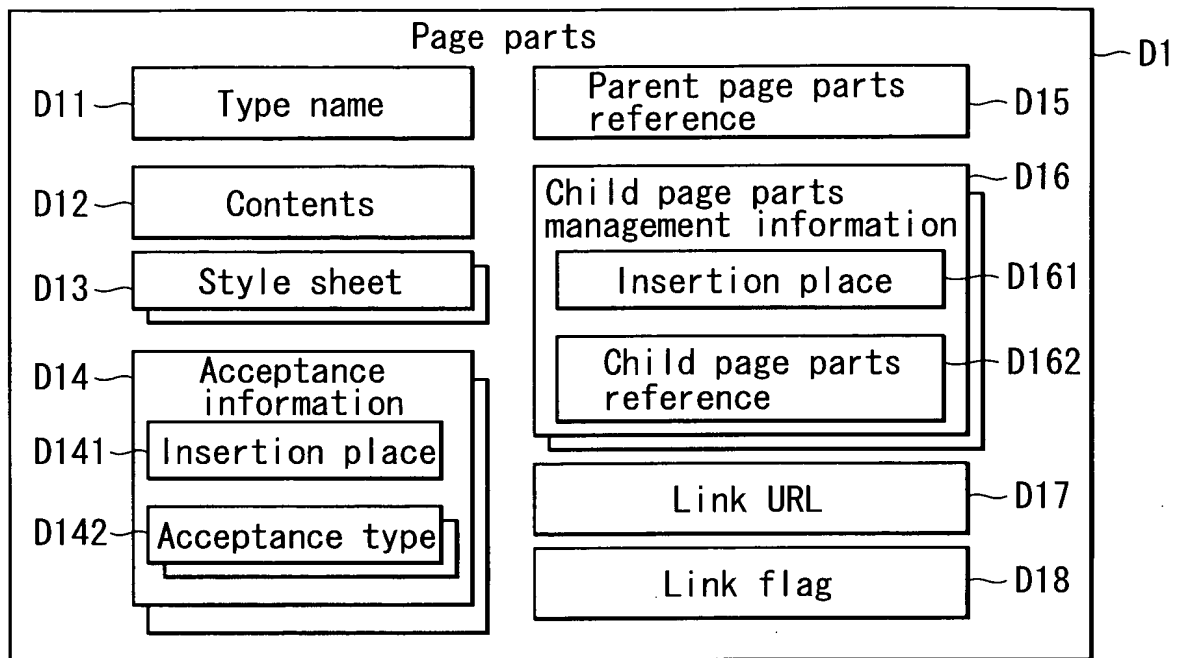 Page parts
D1
D11
Type name
D12
Contents
D13
Style sheet
D14
Acceptance
information
D141
Insertion place
D142
Acceptance type
Parent page parts
reference
D15
D16
Child page parts
management information
Insertion place
D161
Child page parts
reference
D162
Link URL
D17
Link flag
D18